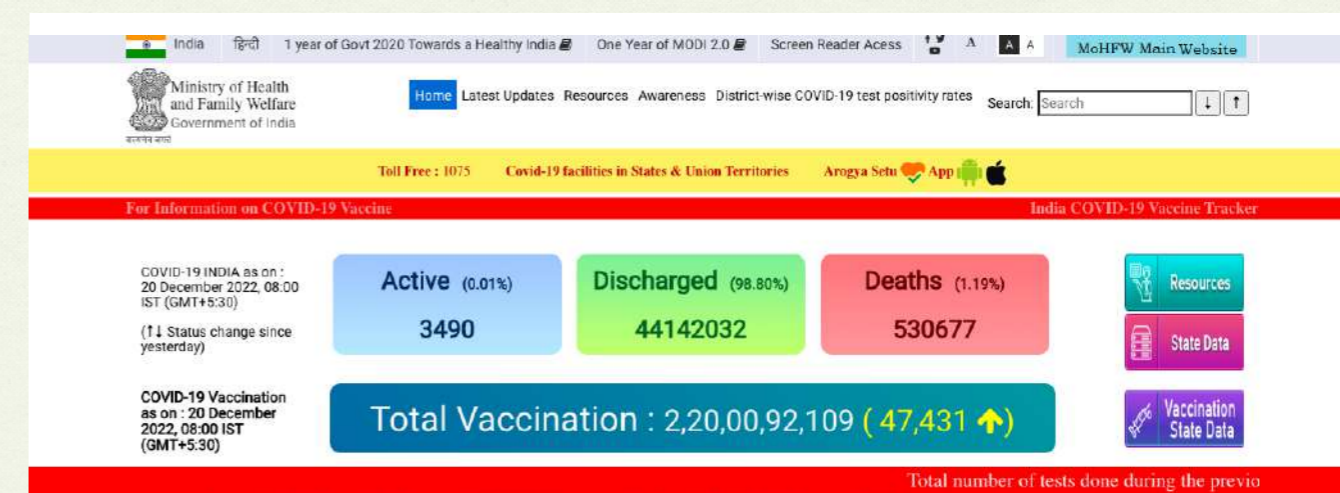 India हिन्दी 1 year of Govt 2020 Towards a Healthy India One Year of MODI 2.0 Screen Reader Acess A A A MoHFW Main Website
Ministry of Health
and Family Welfare
Government of India
सत्यमेव जयते
Home Latest Updates Resources Awareness District-wise COVID-19 test positivity rates Search: Search ↓ ↑
Toll Free : 1075 Covid-19 facilities in States & Union Territories Arogya Setu App
For Information on COVID-19 Vaccine India COVID-19 Vaccine Tracker
COVID-19 INDIA as on :
20 December 2022, 08:00
IST (GMT+5:30)
(↑↓ Status change since
yesterday)
Active (0.01%)
3490
Discharged (98.80%)
44142032
Deaths (1.19%)
530677
Resources
State Data
COVID-19 Vaccination
as on : 20 December
2022, 08:00 IST
(GMT+5:30)
Total Vaccination : 2,20,00,92,109 ( 47,431 ↑)
Vaccination
State Data
Total number of tests done during the previo